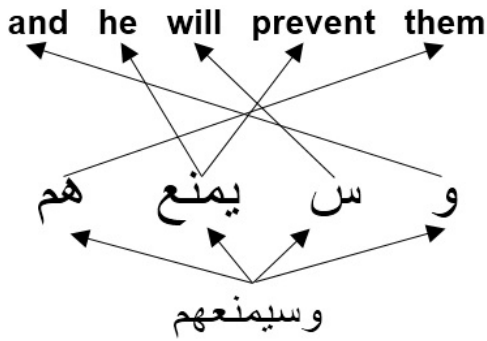 and he will prevent them
و س يمنع هم
وسيمنعهم